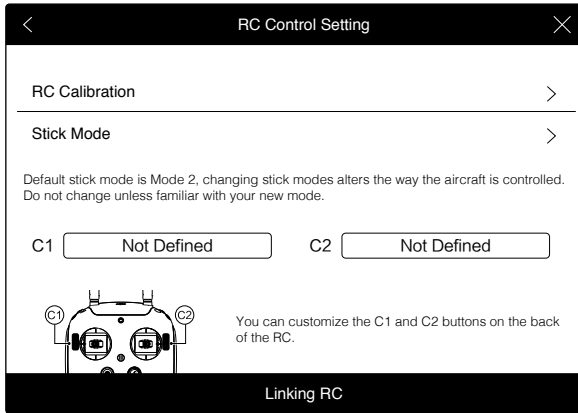 RC Control Setting
RC Calibration
Stick Mode
Default stick mode is Mode 2, changing stick modes alters the way the aircraft is controlled.
Do not change unless familiar with your new mode.
C1 Not Defined C2 Not Defined
C1 C2
You can customize the C1 and C2 buttons on the back
of the RC.
Linking RC